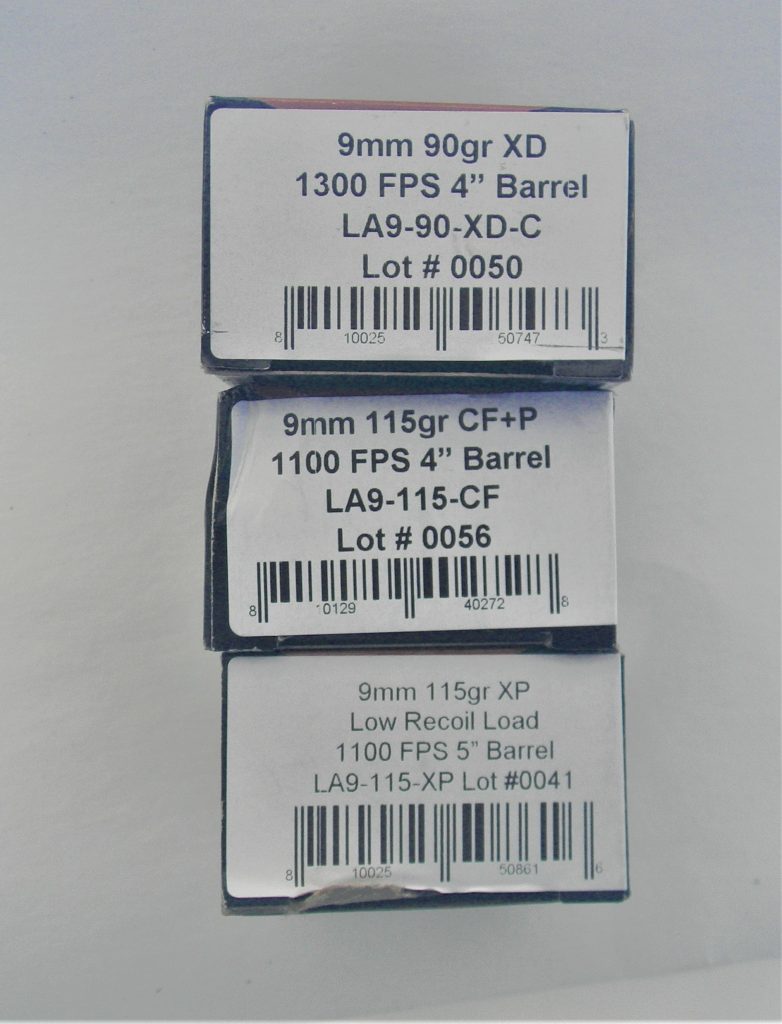 9mm 90gr XD
1300 FPS 4” Barrel
LA9-90-XD-C
Lot # 0050
8 10025 50747 3
9mm 115gr CF+P
1100 FPS 4” Barrel
LA9-115-CF
Lot # 0056
8 10129 40272 8
9mm 115gr XP
Low Recoil Load
1100 FPS 5” Barrel
LA9-115-XP Lot #0041
8 10025 50861 6